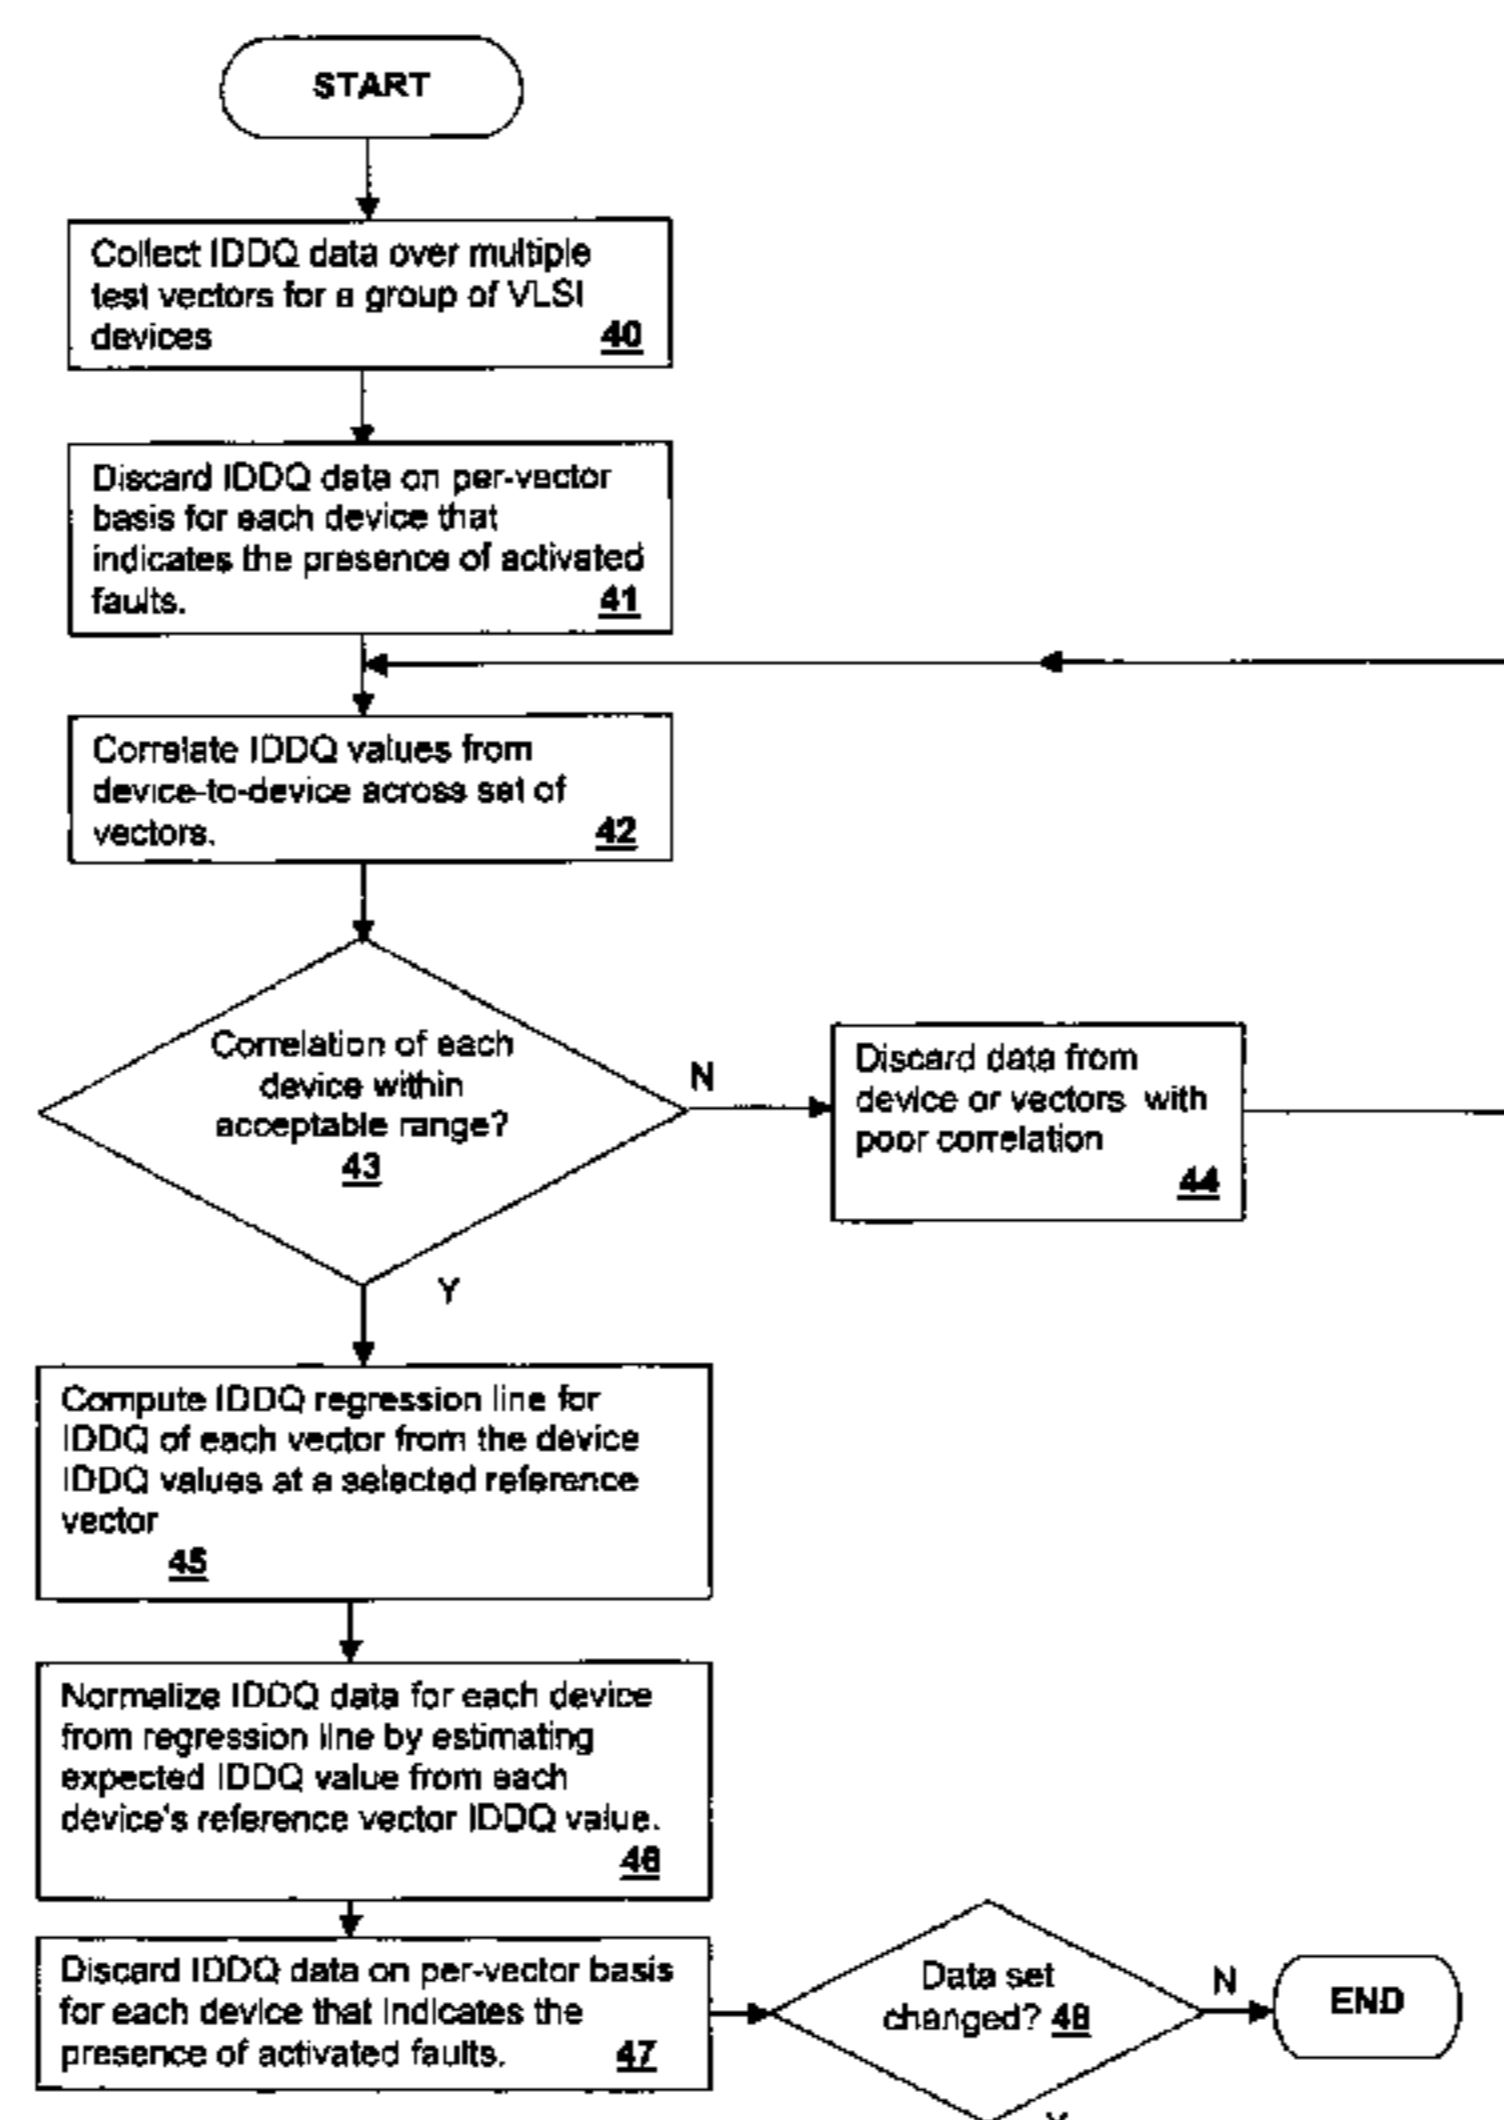 START
Collect IDDQ data over multiple
test vectors for a group of VLSI
devices 40
Discard IDDQ data on per-vector
basis for each device that
indicates the presence of activated
faults. 41
Correlate IDDQ values from
device-to-device across set of
vectors. 42
Correlation of each
device within
acceptable range?
43
N
Discard data from
device or vectors with
poor correlation
44
Y
Compute IDDQ regression line for
IDDQ of each vector from the device
IDDQ values at a selected reference
vector
45
Normalize IDDQ data for each device
from regression line by estimating
expected IDDQ value from each
device's reference vector IDDQ value.
46
Discard IDDQ data on per-vector basis
for each device that indicates the
presence of activated faults. 47
Data set
changed? 48
N
END
Y